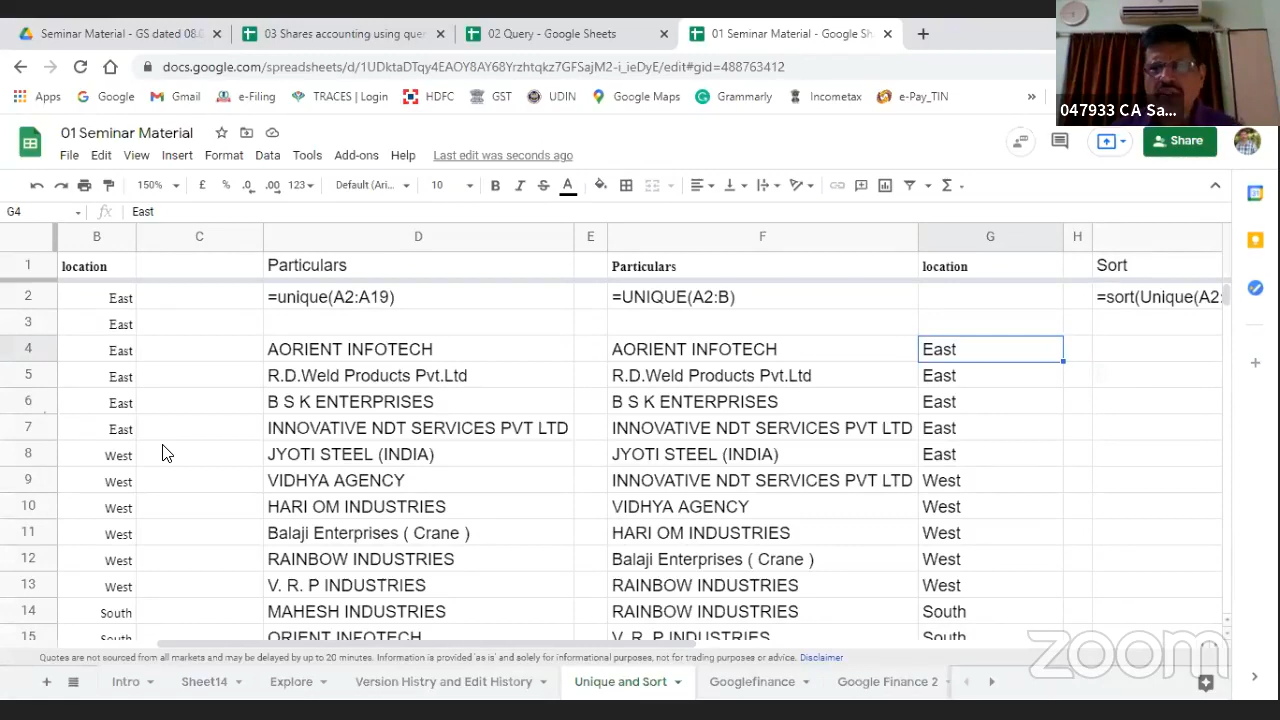 Seminar Material - GS dated 08.
03 Shares accounting using que
02 Query - Google Sheets
01 Seminar Material - Google Sh
docs.google.com/spreadsheets/d/1UDktaDTqy4EAOY8AY68Yrzhtqkz7GFSajM2-i_ieDyE/edit#gid=488763412
Apps Google Gmail e-Filing TRACES | Login HDFC GST UDIN Google Maps Grammarly Incometax e-Pay_TIN »
047933 CA Sa...
01 Seminar Material
Share
File Edit View Insert Format Data Tools Add-ons Help Last edit was seconds ago
150% £ % .0 .00 123 Default (Ari... 10 B I S A
G4 fx East
B C D E F G H
1 location Particulars Particulars location Sort
2 East =unique(A2:A19) =UNIQUE(A2:B) =sort(Unique(A2:
3 East
4 East AORIENT INFOTECH AORIENT INFOTECH East
5 East R.D.Weld Products Pvt.Ltd R.D.Weld Products Pvt.Ltd East
6 East B S K ENTERPRISES B S K ENTERPRISES East
7 East INNOVATIVE NDT SERVICES PVT LTD INNOVATIVE NDT SERVICES PVT LTD East
8 West JYOTI STEEL (INDIA) JYOTI STEEL (INDIA) East
9 West VIDHYA AGENCY INNOVATIVE NDT SERVICES PVT LTD West
10 West HARI OM INDUSTRIES VIDHYA AGENCY West
11 West Balaji Enterprises ( Crane ) HARI OM INDUSTRIES West
12 West RAINBOW INDUSTRIES Balaji Enterprises ( Crane ) West
13 West V. R. P INDUSTRIES RAINBOW INDUSTRIES West
14 South MAHESH INDUSTRIES RAINBOW INDUSTRIES South
15 South ORIENT INFOTECH V. R. P INDUSTRIES South
zoom
Quotes are not sourced from all markets and may be delayed by up to 20 minutes. Information is provided 'as is' and solely for informational purposes, not for trading purposes or advice. Disclaimer
Intro Sheet14 Explore Version Histry and Edit History Unique and Sort Googlefinance Google Finance 2